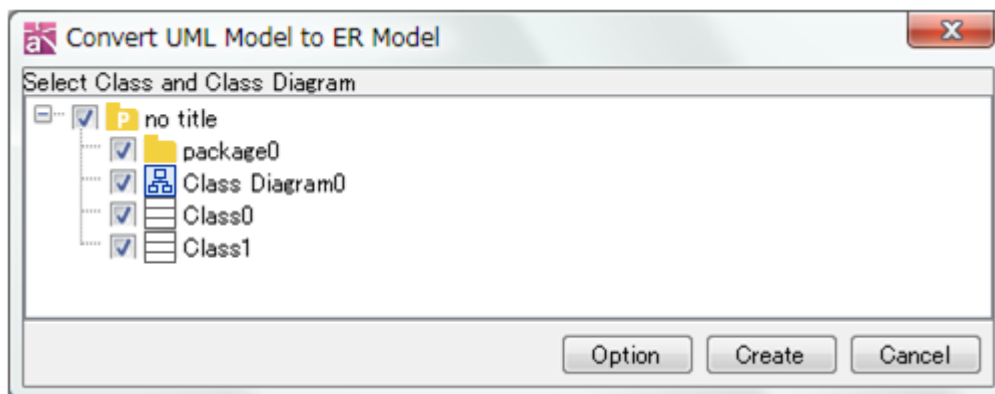 Convert UML Model to ER Model
Select Class and Class Diagram
P no title
package0
Class Diagram0
Class0
Class1
Option Create Cancel